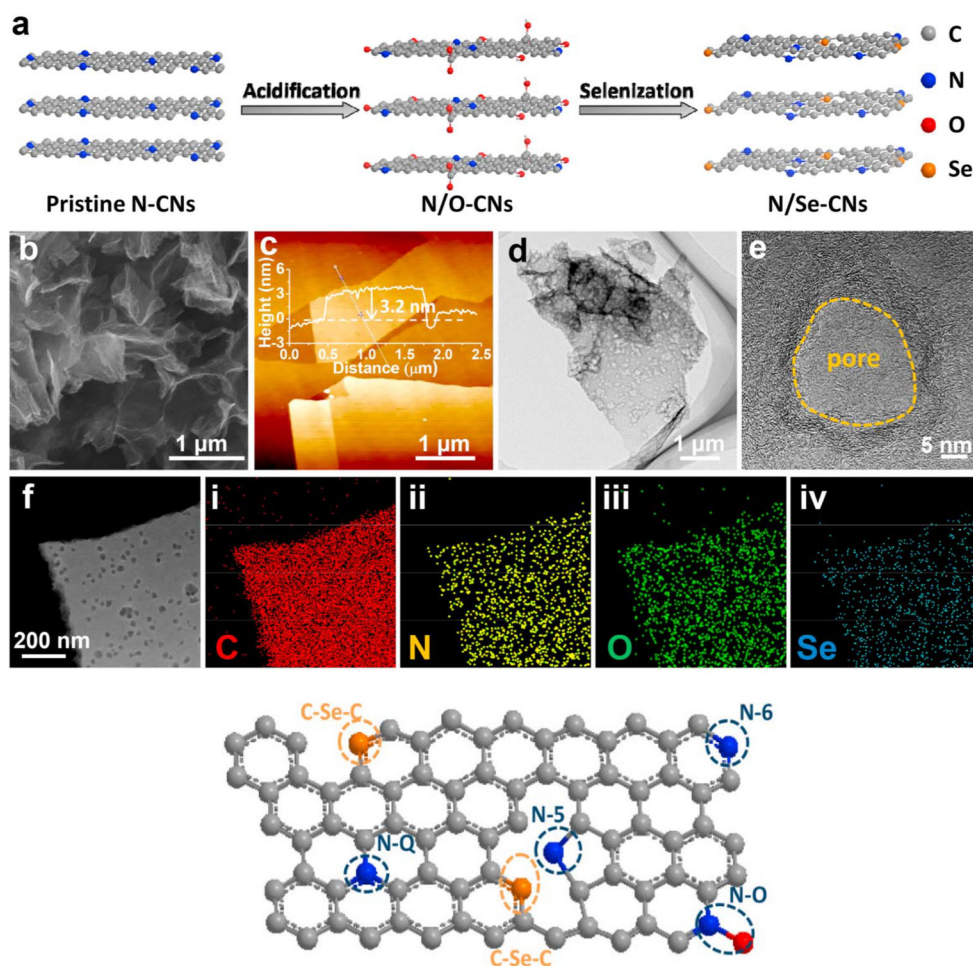 a
Acidification
Selenization
C
N
O
Se
Pristine N-CNs
N/O-CNs
N/Se-CNs
b
1 μm
c
Height (nm)
6
3
0
-3
3.2 nm
0.0 0.5 1.0 1.5 2.0 2.5
Distance (μm)
1 μm
d
1 μm
e
pore
5 nm
f
200 nm
i
C
ii
N
iii
O
iv
Se
C-Se-C
N-6
N-5
N-Q
N-O
C-Se-C